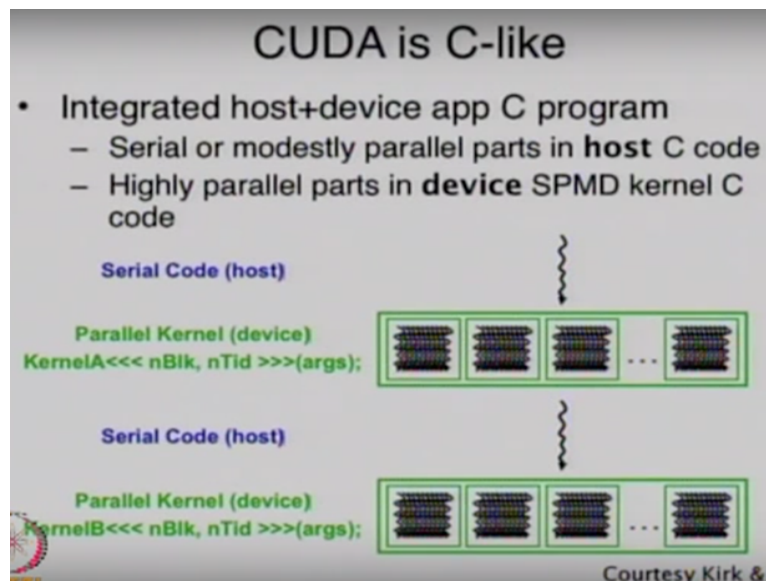 CUDA is C-like
• Integrated host+device app C program
– Serial or modestly parallel parts in host C code
– Highly parallel parts in device SPMD kernel C
code
Serial Code (host)
Parallel Kernel (device)
KernelA<<< nBlk, nTid >>>(args);
...
Serial Code (host)
Parallel Kernel (device)
KernelB<<< nBlk, nTid >>>(args);
...
Courtesy Kirk &